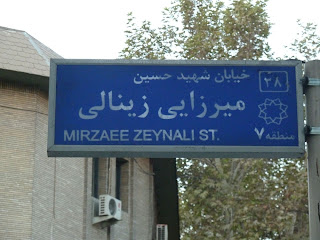 خیابان شهید حسین
۲۸
میرزایی زینالی
MIRZAEE ZEYNALI ST.
منطقه ۷